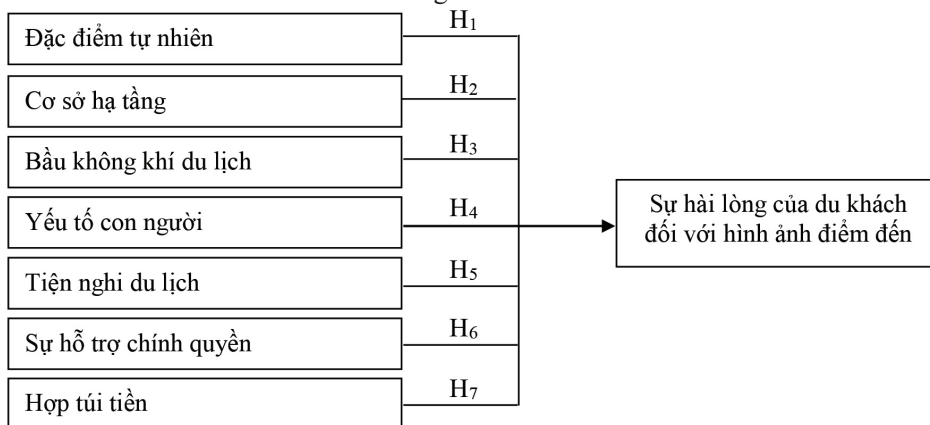 Đặc điểm tự nhiên
H1
Cơ sở hạ tầng
H2
Bầu không khí du lịch
H3
Yếu tố con người
H4
Sự hài lòng của du khách
đối với hình ảnh điểm đến
Tiện nghi du lịch
H5
Sự hỗ trợ chính quyền
H6
Hợp túi tiền
H7